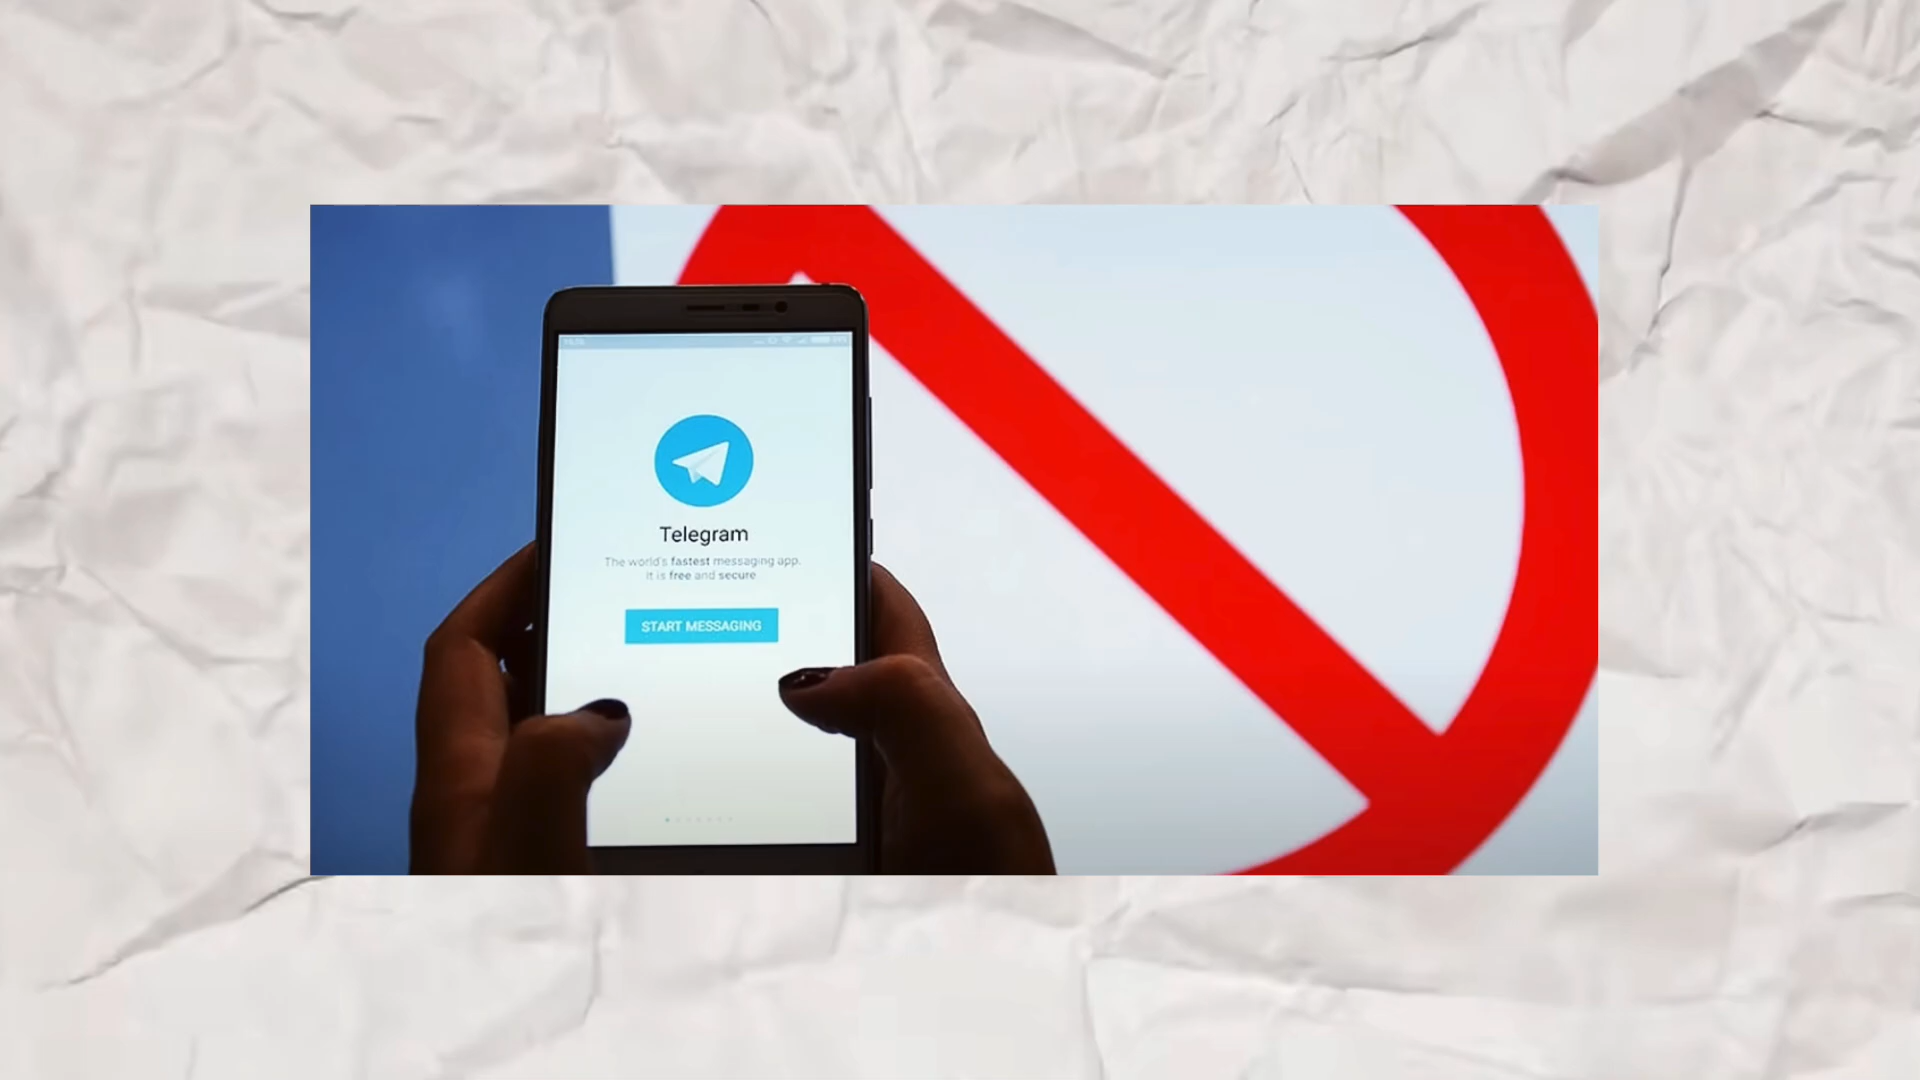 Telegram
The world's fastest messaging app.
It is free and secure
START MESSAGING